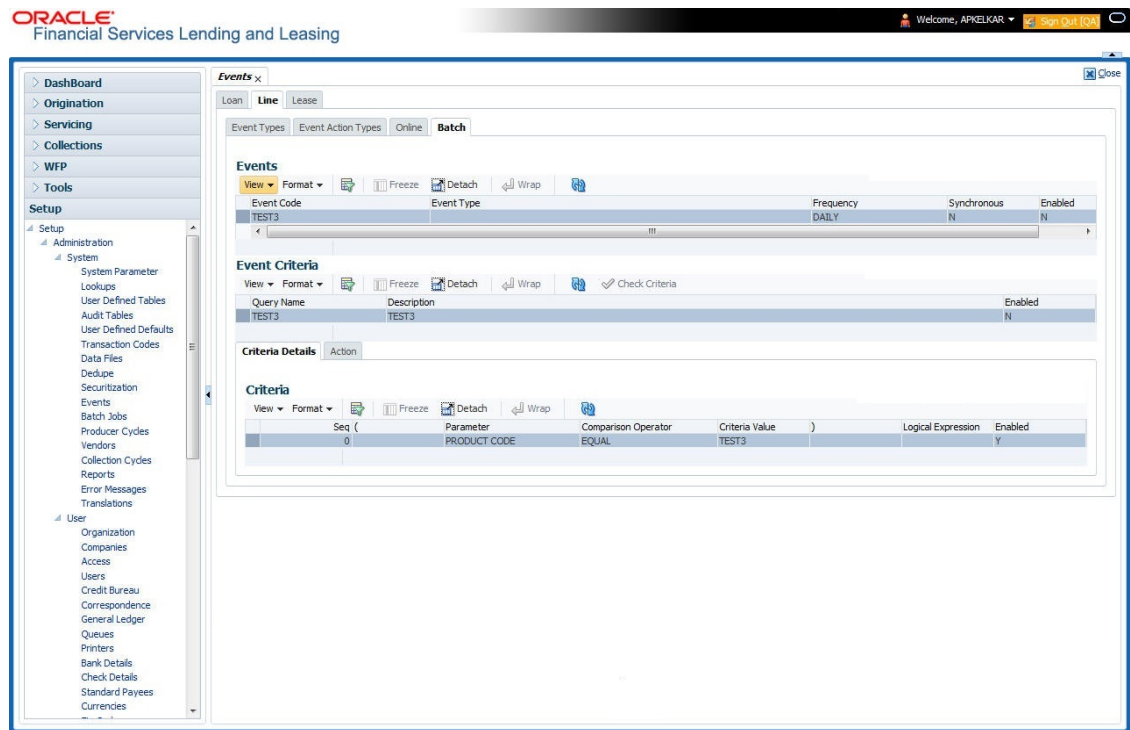 ORACLE
Financial Services Lending and Leasing
Welcome, APKELKAR
Sign Out [QA]
Close
DashBoard
Origination
Servicing
Collections
WFP
Tools
Setup
Setup
Administration
System
System Parameter
Lookups
User Defined Tables
Audit Tables
User Defined Defaults
Transaction Codes
Data Files
Dedupe
Securitization
Events
Batch Jobs
Producer Cycles
Vendors
Collection Cycles
Reports
Error Messages
Translations
User
Organization
Companies
Access
Users
Credit Bureau
Correspondence
General Ledger
Queues
Printers
Bank Details
Check Details
Standard Payees
Currencies
Events
Loan Line Lease
Event Types Event Action Types Online Batch
Events
View Format Freeze Detach Wrap
Event Code Event Type Frequency Synchronous Enabled
TEST3 DAILY N N
Event Criteria
View Format Freeze Detach Wrap Check Criteria
Query Name Description Enabled
TEST3 TEST3 N
Criteria Details Action
Criteria
View Format Freeze Detach Wrap
Seq ( Parameter Comparison Operator Criteria Value ) Logical Expression Enabled
0 PRODUCT CODE EQUAL TEST3 Y